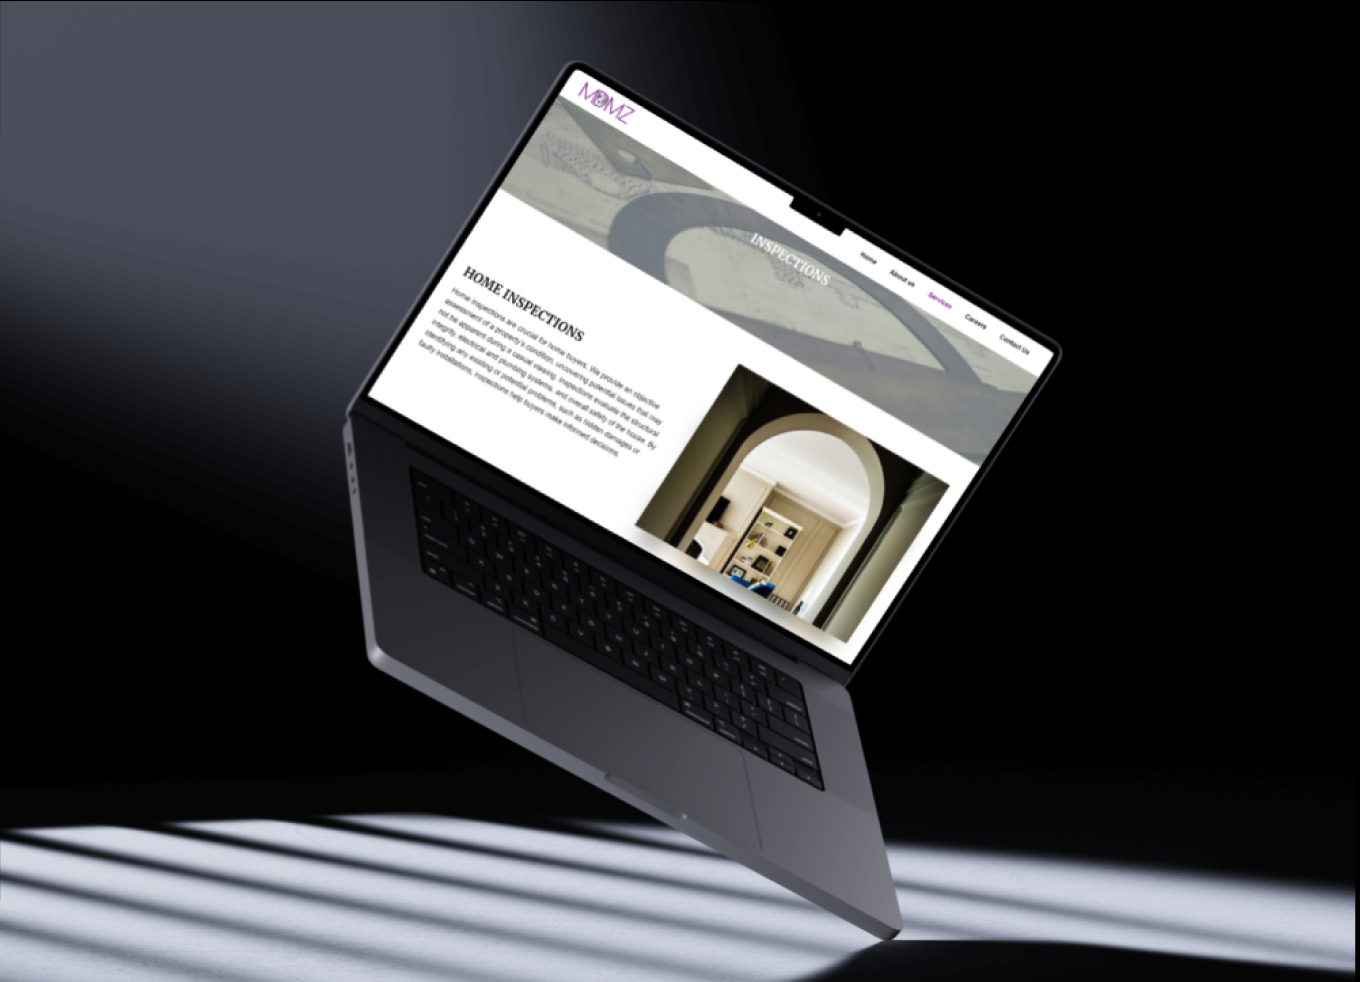 MDMZ
Home
About us
Services
Careers
Contact Us
INSPECTIONS
HOME INSPECTIONS
Home inspections are crucial for home buyers. We provide an objective
assessment of a property's condition, uncovering potential issues that may
not be apparent during a casual viewing. Inspections evaluate the structural
integrity, electrical and plumbing systems, and overall safety of the house. By
identifying any existing or potential problems, such as hidden damages or
faulty installations, inspections help buyers make informed decisions.